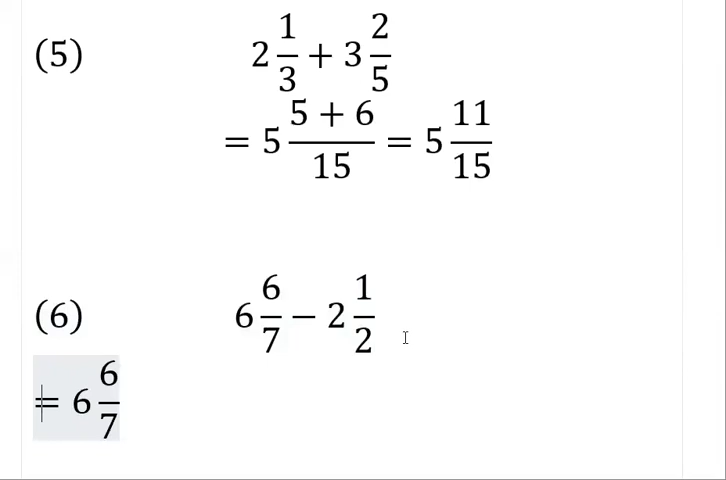 (5) 2 1/3 + 3 2/5
= 5 (5 + 6)/15 = 5 11/15
(6) 6 6/7 − 2 1/2
= 6 6/7